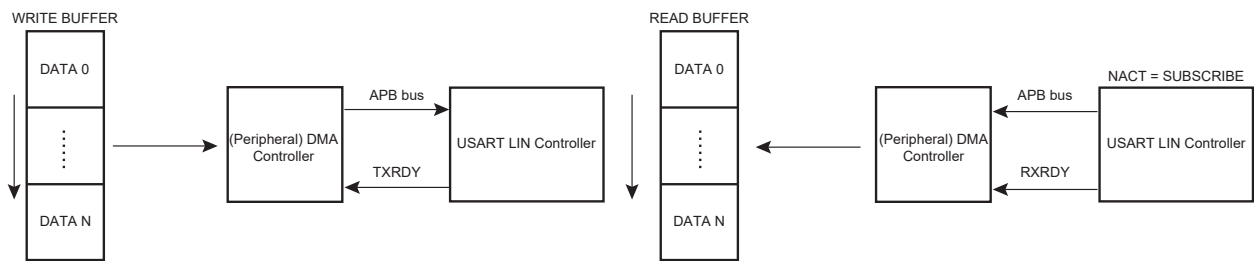 WRITE BUFFER
DATA 0
DATA N
(Peripheral) DMA
Controller
APB bus
TXRDY
USART LIN Controller
READ BUFFER
DATA 0
DATA N
(Peripheral) DMA
Controller
APB bus
RXRDY
NACT = SUBSCRIBE
USART LIN Controller